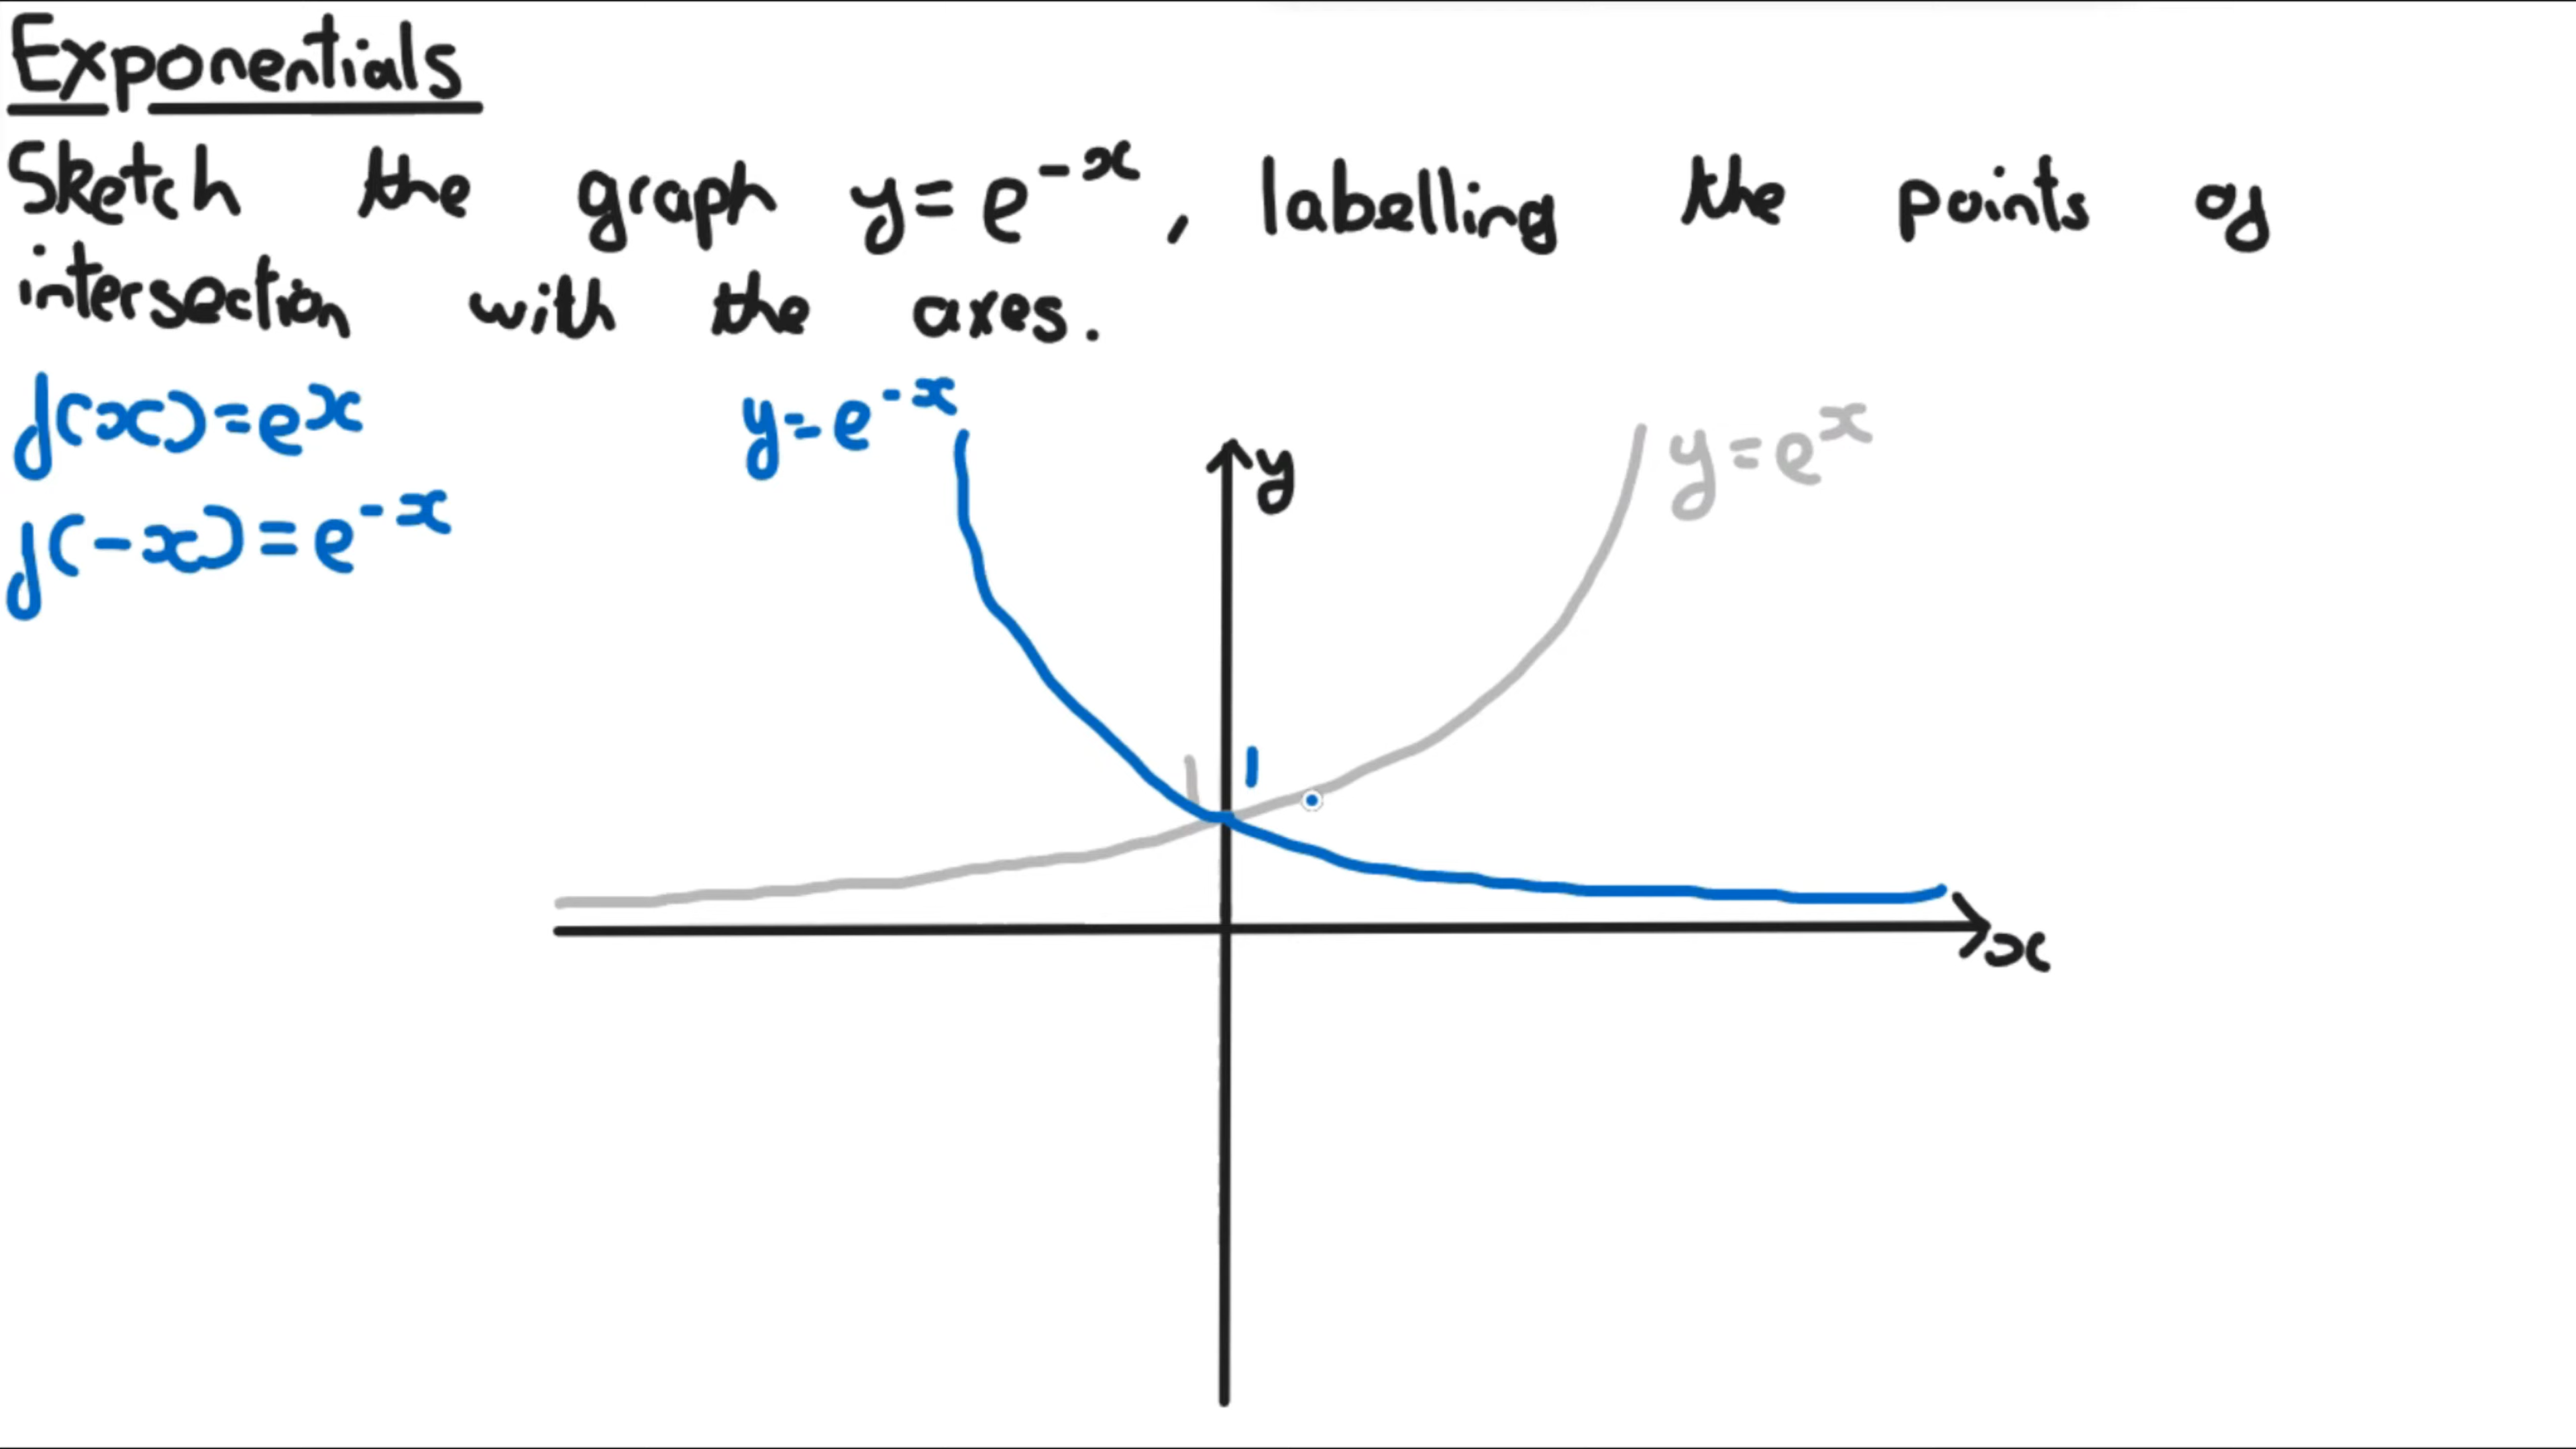 Exponentials
Sketch the graph y = e^-x, labelling the points of
intersection with the axes.
f(x) = e^x
f(-x) = e^-x
y = e^-x
y
y = e^x
1
1
x